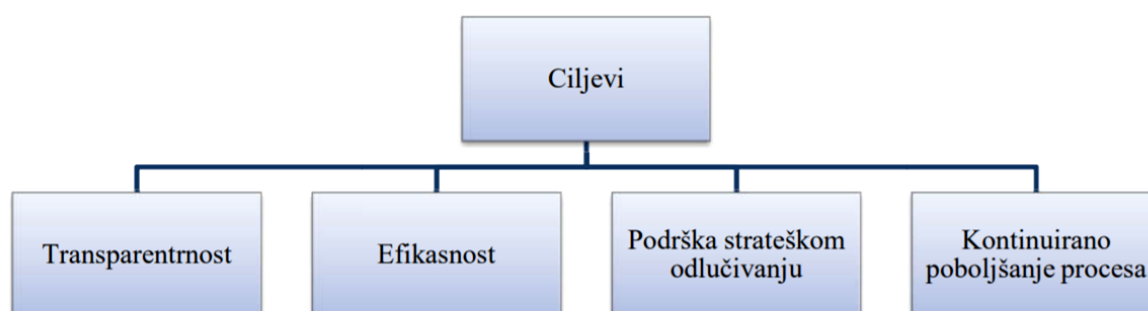 Ciljevi
Transparentrnost
Efikasnost
Podrška strateškom
odlučivanju
Kontinuirano
poboljšanje procesa